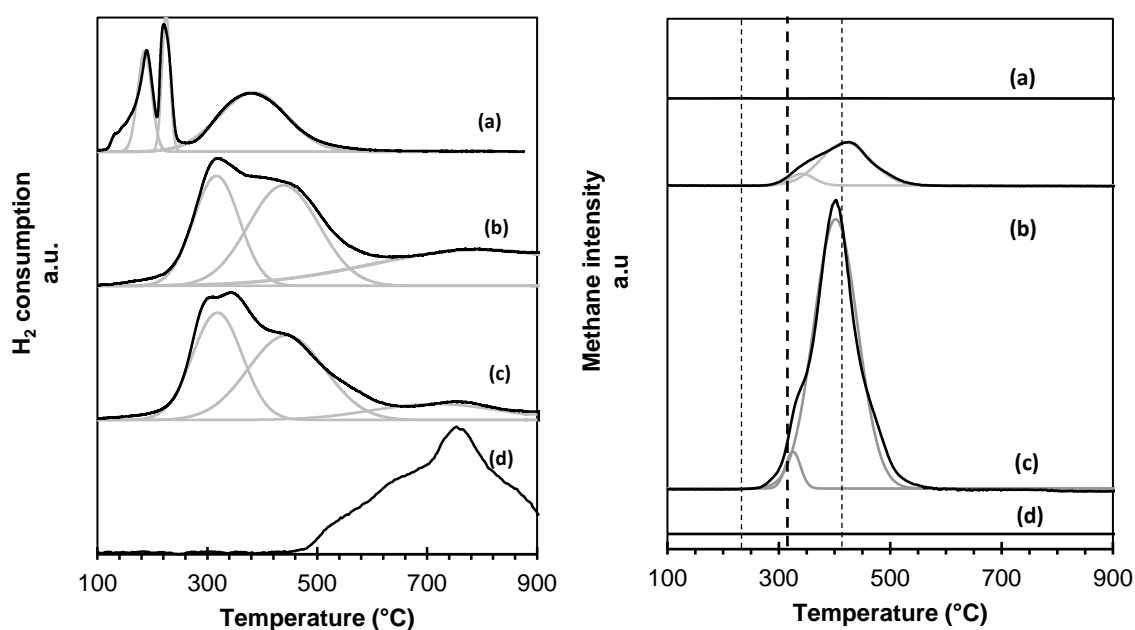 H2 consumption
a.u.
(a)
(b)
(c)
(d)
100 300 500 700 900
Temperature (°C)
Methane intensity
a.u
(a)
(b)
(c)
(d)
100 300 500 700 900
Temperature (°C)